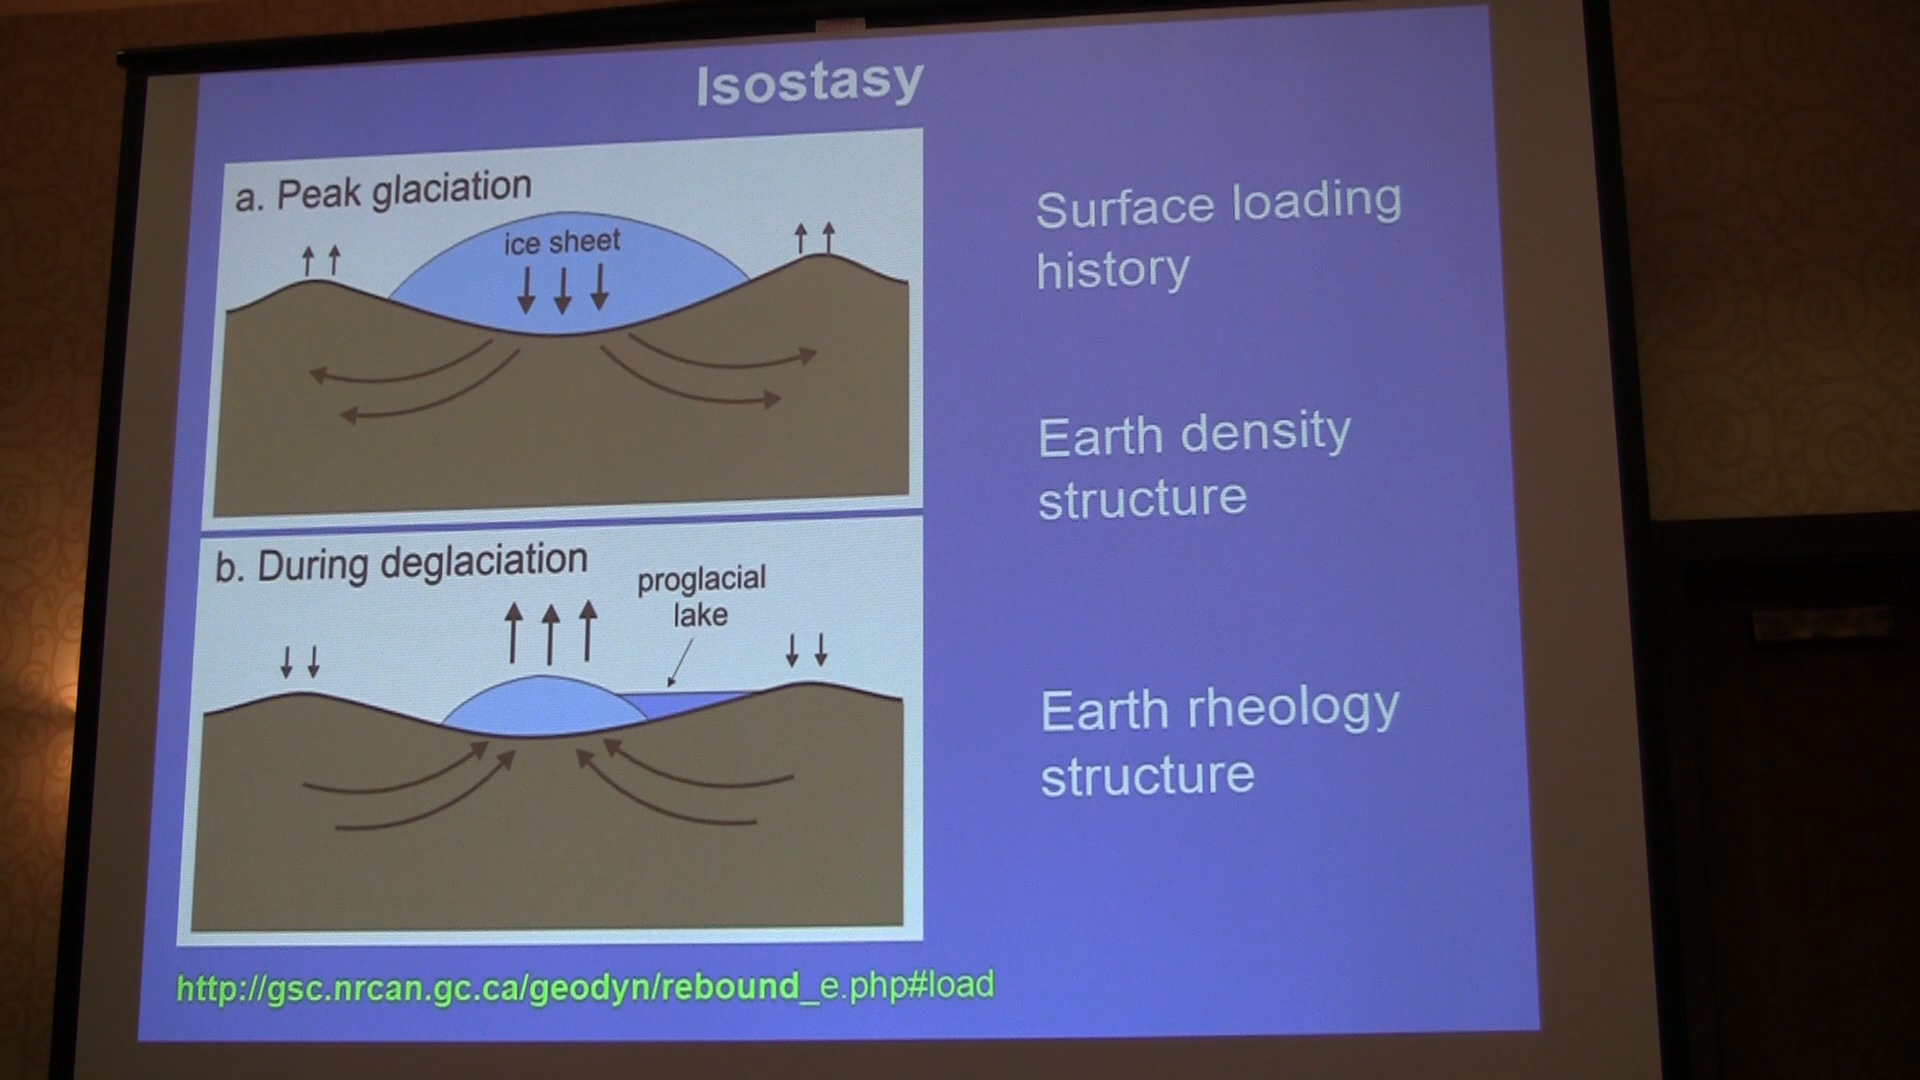 Isostasy
a. Peak glaciation
ice sheet
b. During deglaciation
proglacial
lake
Surface loading
history
Earth density
structure
Earth rheology
structure
http://gsc.nrcan.gc.ca/geodyn/rebound_e.php#load